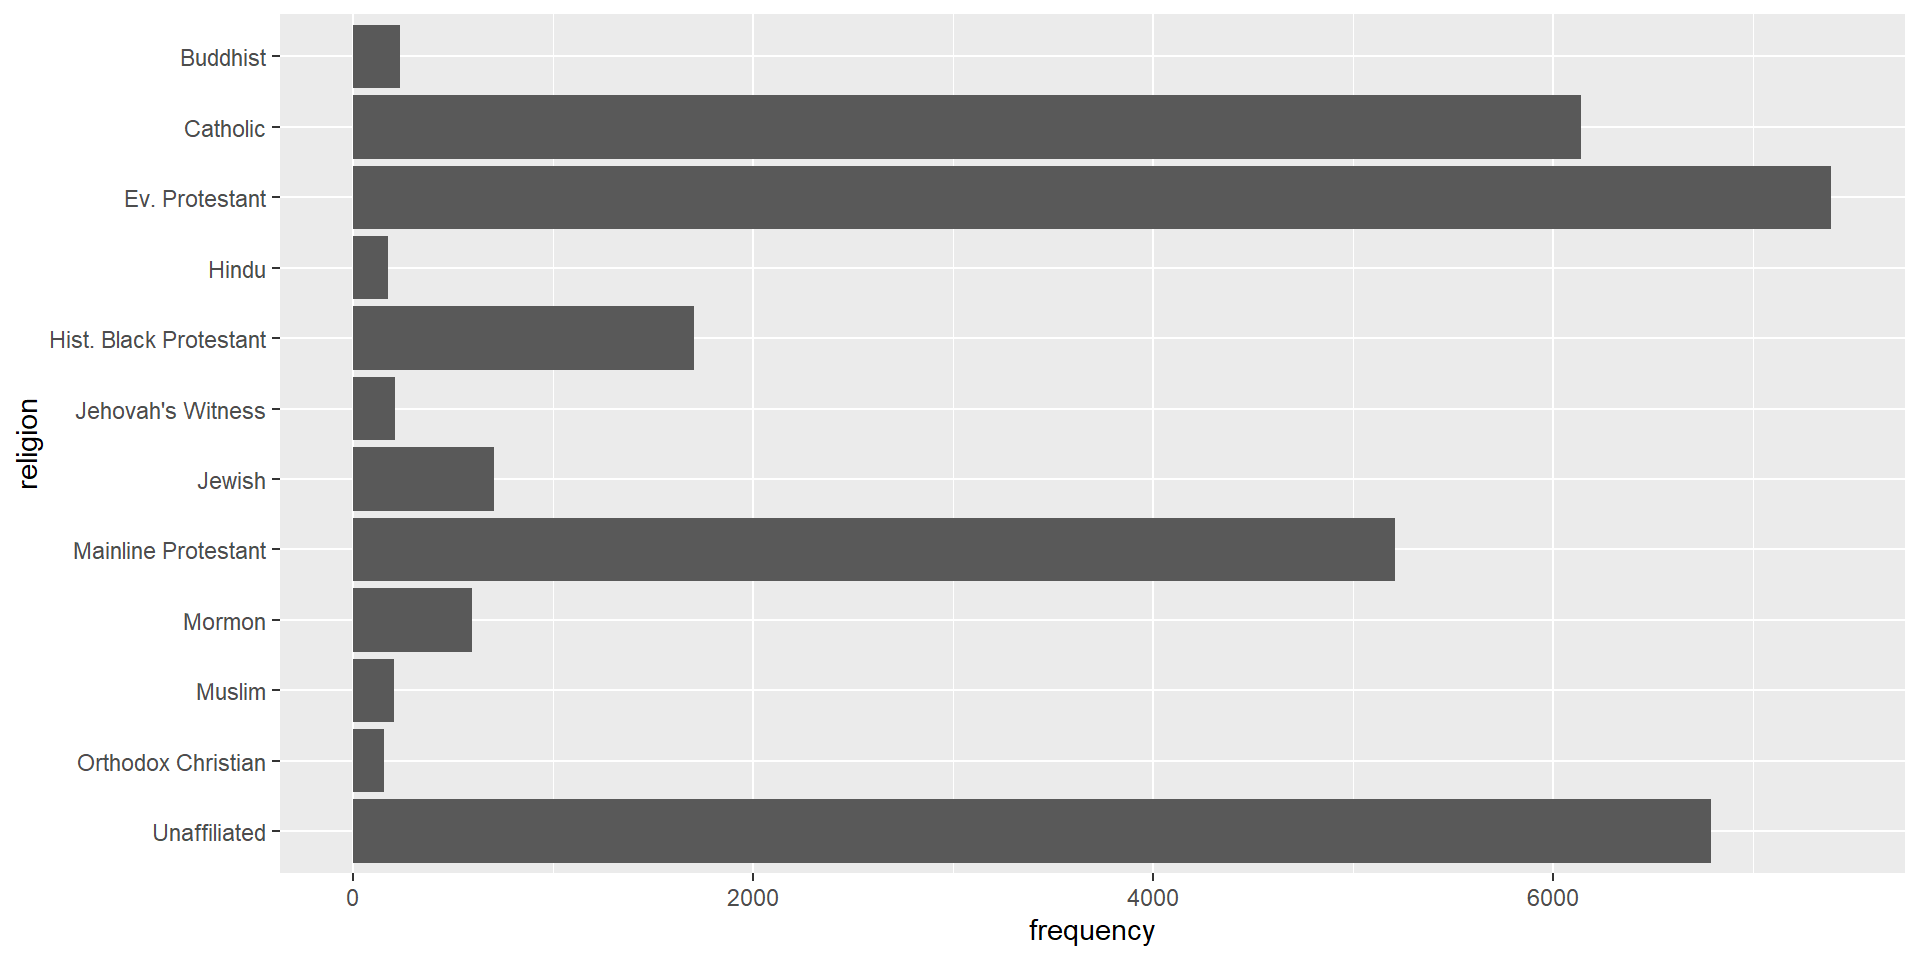 Buddhist
Catholic
Ev. Protestant
Hindu
Hist. Black Protestant
Jehovah's Witness
Jewish
Mainline Protestant
Mormon
Muslim
Orthodox Christian
Unaffiliated
religion
0 2000 4000 6000
frequency